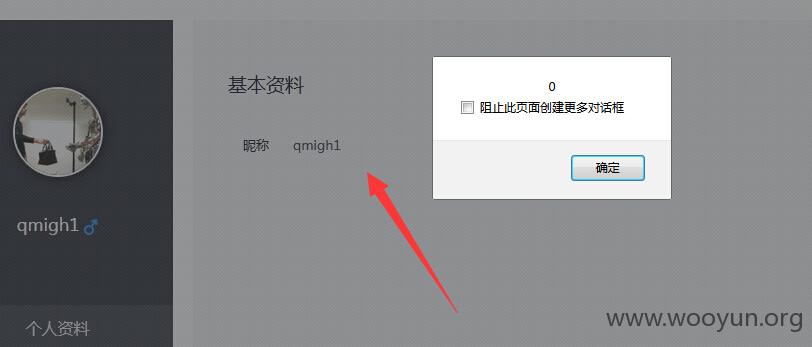 基本资料
0
阻止此页面创建更多对话框
昵称 qmigh1
确定
qmigh1
个人资料
www.wooyun.org